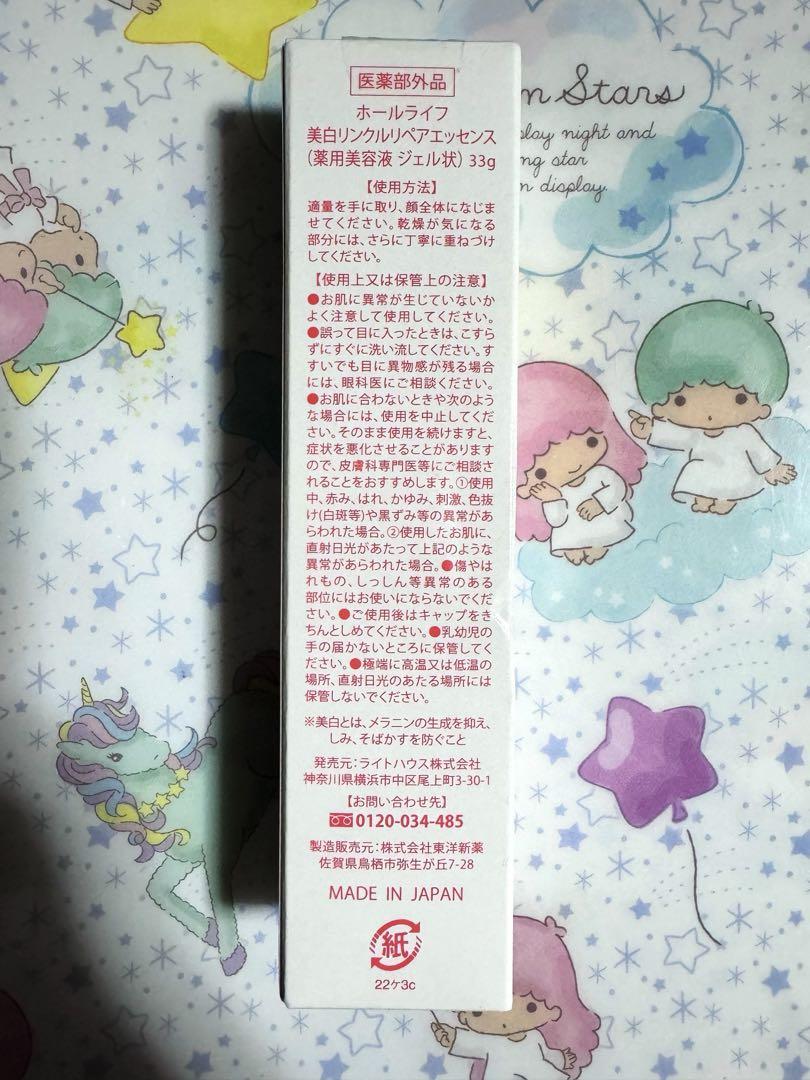 医薬部外品
ホールライフ
美白リンクルリペアエッセンス
(薬用美容液 ジェル状) 33g
【使用方法】
適量を手に取り、顔全体になじま
せてください。乾燥が気になる
部分には、さらに丁寧に重ねづけ
してください。
【使用上又は保管上の注意】
●お肌に異常が生じていないか
よく注意して使用してください。
●誤って目に入ったときは、こすら
ずにすぐに洗い流してください。す
すいでも目に異物感が残る場合
には、眼科医にご相談ください。
●お肌に合わないときや次のよう
な場合には、使用を中止してくだ
さい。そのまま使用を続けますと、
症状を悪化させることがあります
ので、皮膚科専門医等にご相談さ
れることをおすすめします。①使用
中、赤み、はれ、かゆみ、刺激、色抜
け(白斑等)や黒ずみ等の異常があ
らわれた場合。②使用したお肌に、
直射日光があたって上記のような
異常があらわれた場合。●傷やは
れもの、しっしん等異常のある
部位にはお使いにならないでくだ
さい。●ご使用後はキャップをき
ちんとしめてください。●乳幼児の
手の届かないところに保管してく
ださい。●極端に高温又は低温の
場所、直射日光のあたる場所には
保管しないでください。
※美白とは、メラニンの生成を抑え、
しみ、そばかすを防ぐこと
発売元:ライトハウス株式会社
神奈川県横浜市中区尾上町3-30-1
【お問い合わせ先】
0120-034-485
製造販売元:株式会社東洋新薬
佐賀県鳥栖市弥生が丘7-28
MADE IN JAPAN
紙
22ケ3c
n Stars
play night and
ng star
n display.